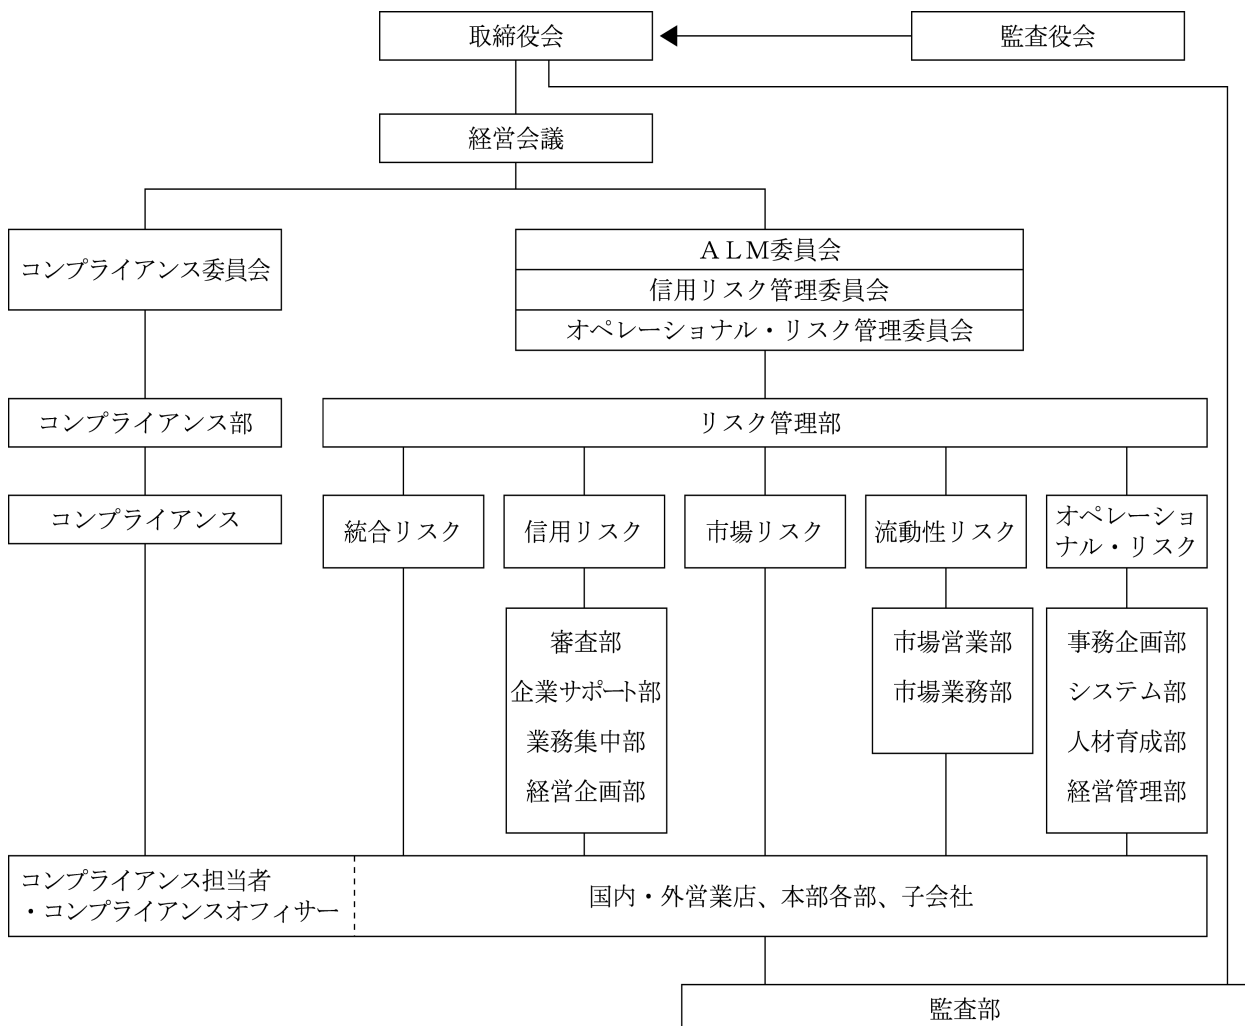 取締役会
監査役会
経営会議
コンプライアンス委員会
ＡＬＭ委員会
信用リスク管理委員会
オペレーショナル・リスク管理委員会
コンプライアンス部
リスク管理部
コンプライアンス
統合リスク
信用リスク
市場リスク
流動性リスク
オペレーショ
ナル・リスク
審査部
企業サポート部
業務集中部
経営企画部
市場営業部
市場業務部
事務企画部
システム部
人材育成部
経営管理部
コンプライアンス担当者
・コンプライアンスオフィサー
国内・外営業店、本部各部、子会社
監査部